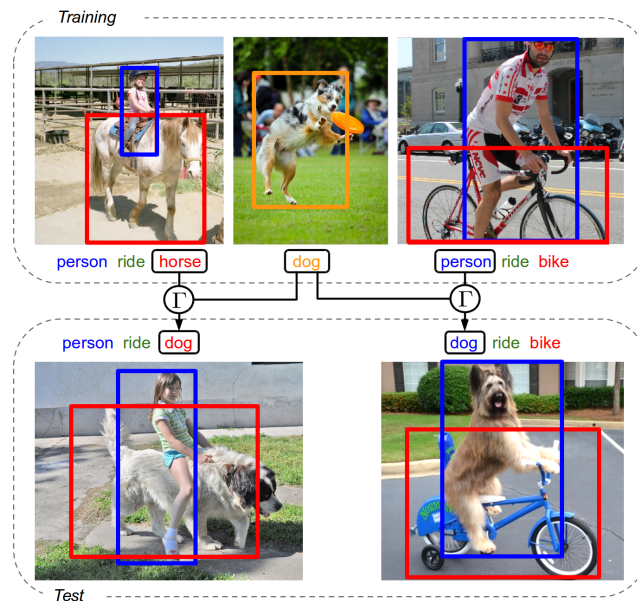 Training
person ride horse
dog
person ride bike
Γ
Γ
person ride dog
dog ride bike
Test